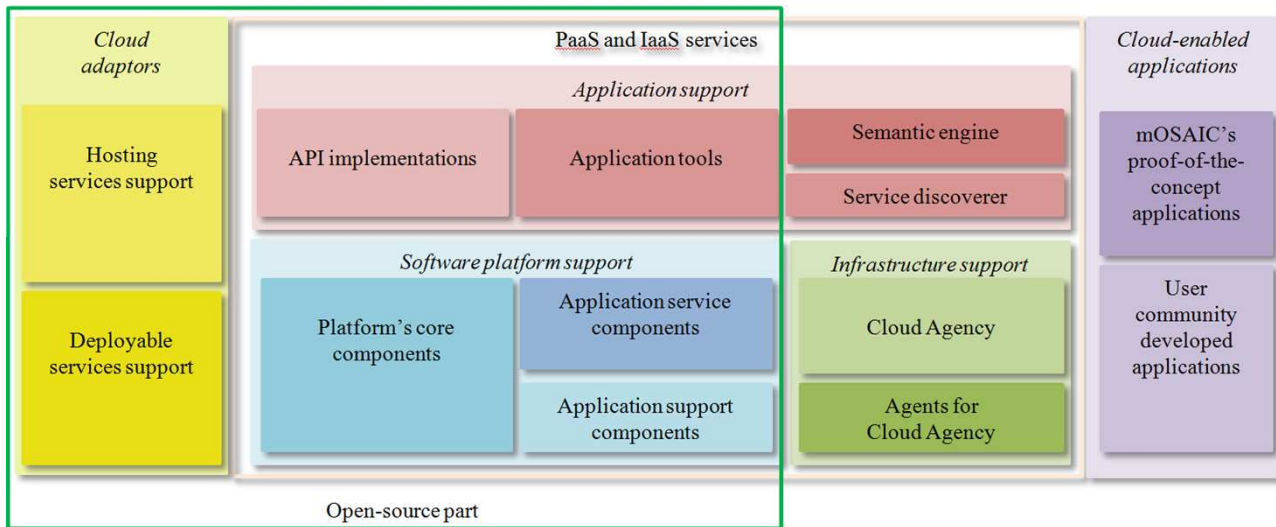 Cloud
adaptors
Hosting
services support
Deployable
services support
PaaS and IaaS services
Application support
API implementations
Application tools
Semantic engine
Service discoverer
Software platform support
Platform's core
components
Application service
components
Application support
components
Infrastructure support
Cloud Agency
Agents for
Cloud Agency
Cloud-enabled
applications
mOSAIC's
proof-of-the-
concept
applications
User
community
developed
applications
Open-source part